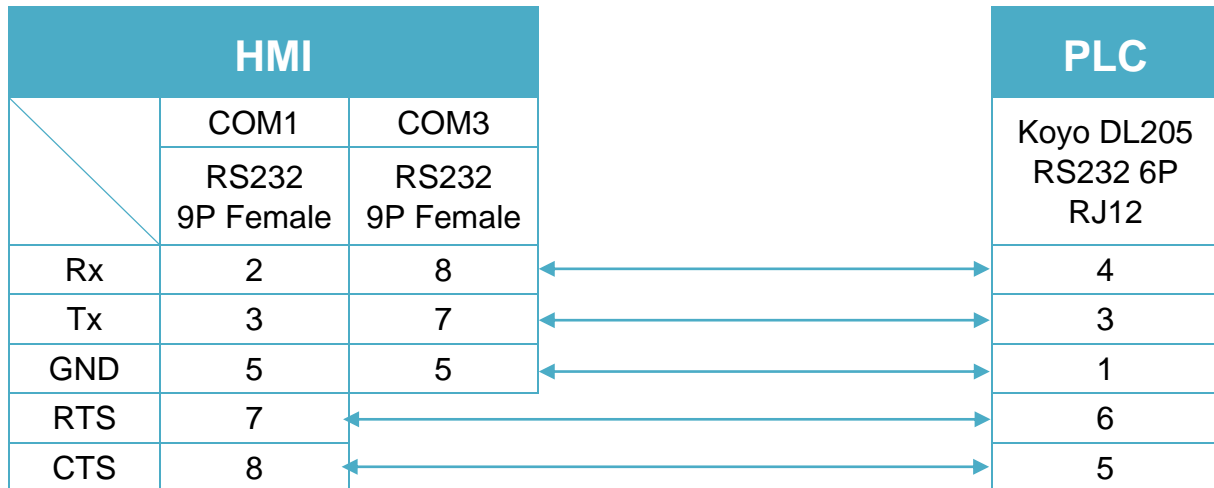 HMI PLC
COM1 COM3
Koyo DL205
RS232 6P
RJ12
RS232
9P Female
RS232
9P Female
Rx 2 8 4
Tx 3 7 3
GND 5 5 1
RTS 7 6
CTS 8 5